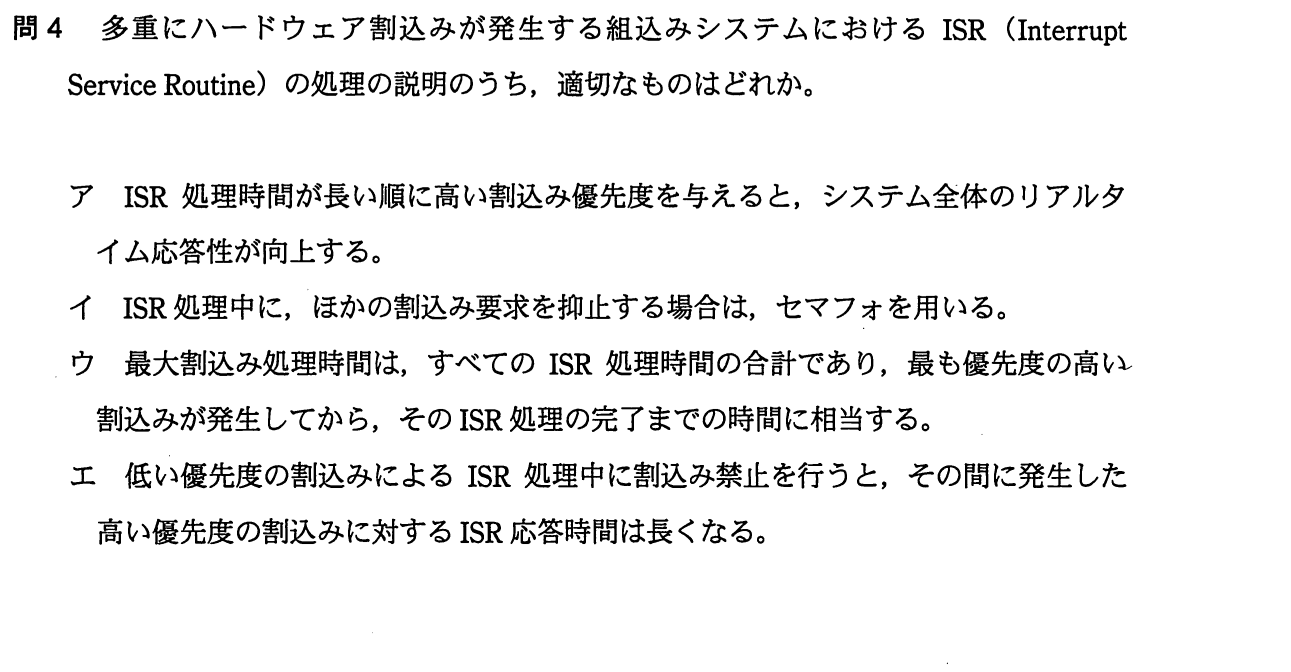 問4 多重にハードウェア割込みが発生する組込みシステムにおける ISR（Interrupt
Service Routine）の処理の説明のうち，適切なものはどれか。
ア ISR 処理時間が長い順に高い割込み優先度を与えると，システム全体のリアルタ
イム応答性が向上する。
イ ISR 処理中に，ほかの割込み要求を抑止する場合は，セマフォを用いる。
ウ 最大割込み処理時間は，すべての ISR 処理時間の合計であり，最も優先度の高い
割込みが発生してから，その ISR 処理の完了までの時間に相当する。
エ 低い優先度の割込みによる ISR 処理中に割込み禁止を行うと，その間に発生した
高い優先度の割込みに対する ISR 応答時間は長くなる。